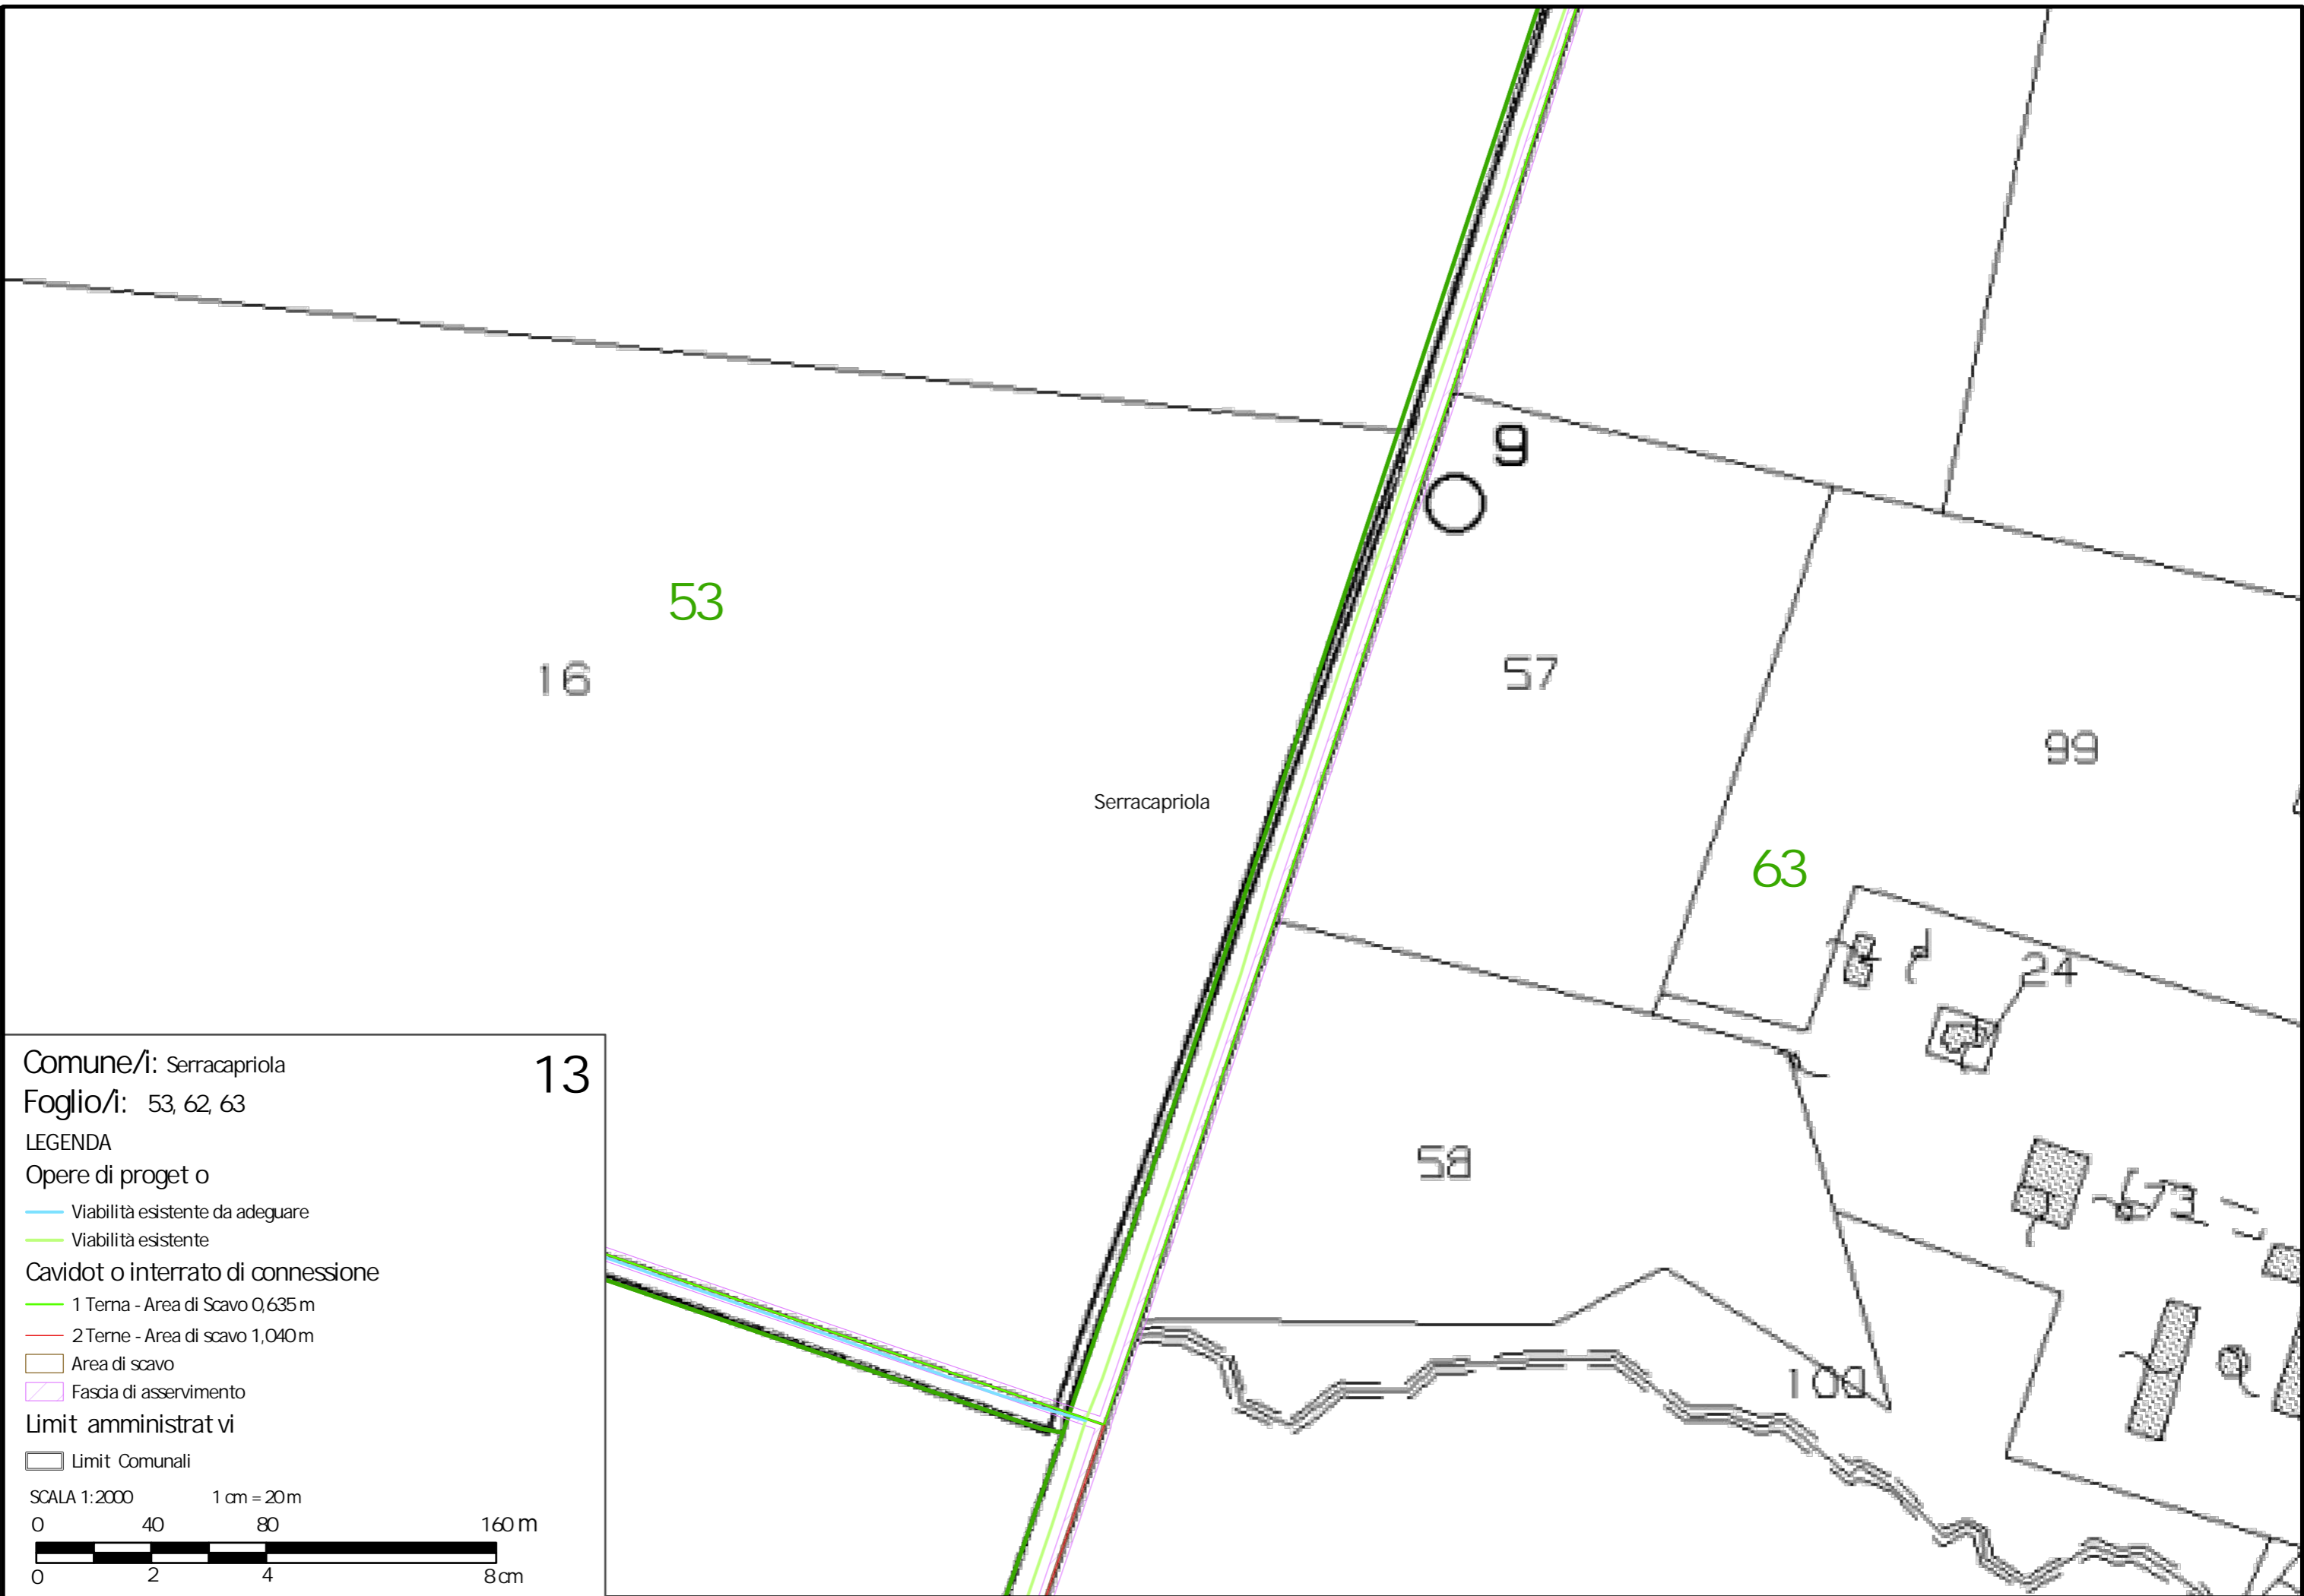 9
53
16
57
99
Serracapriola
63
24
58
73
100
13
Comune/i: Serracapriola
Foglio/i: 53, 62, 63
LEGENDA
Opere di proget o
Viabilità esistente da adeguare
Viabilità esistente
Cavidot o interrato di connessione
1 Terna - Area di Scavo 0,635 m
2 Terne - Area di scavo 1,040 m
Area di scavo
Fascia di asservimento
Limit amministrat vi
Limit Comunali
SCALA 1:2000 1 cm = 20 m
0 40 80 160 m
0 2 4 8 cm